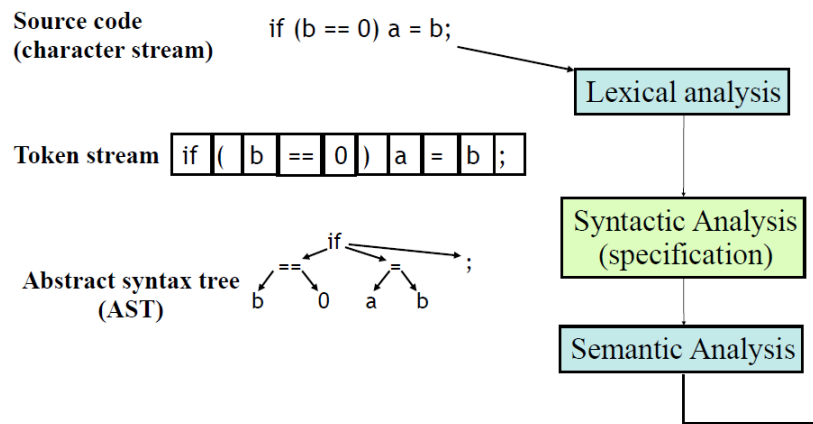 Source code
(character stream)
if (b == 0) a = b;
Lexical analysis
Token stream
if ( b == 0 ) a = b ;
Syntactic Analysis
(specification)
if
== = ;
Abstract syntax tree
(AST)
b 0 a b
Semantic Analysis